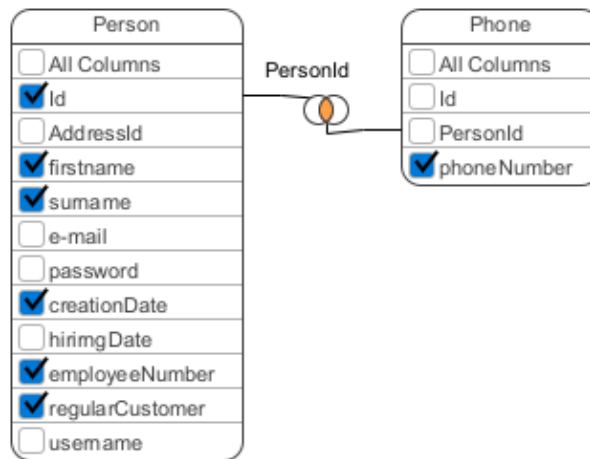 Person
All Columns
Id
AddressId
firstname
surname
e-mail
password
creationDate
hirimgDate
employeeNumber
regularCustomer
username
PersonId
Phone
All Columns
Id
PersonId
phoneNumber